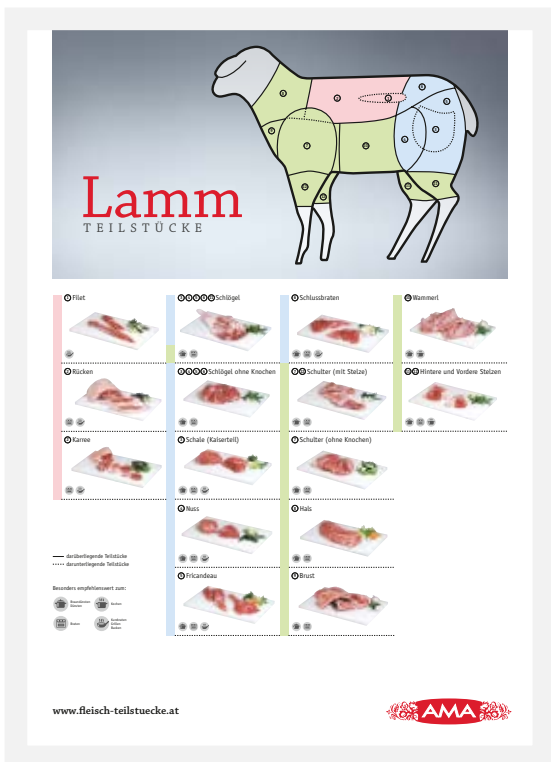 Lamm
TEILSTÜCKE
Filet
Schlögel
Schlussbraten
Wammerl
Rücken
Schlögel ohne Knochen
Schulter (mit Stelze)
Hintere und Vordere Stelzen
Karree
Schale (Kaiserteil)
Schulter (ohne Knochen)
Nuss
Hals
Fricandeau
Brust
darüberliegende Teilstücke
darunterliegende Teilstücke
Besonders empfehlenswert zum:
Kochen
Braten
www.fleisch-teilstuecke.at
AMA